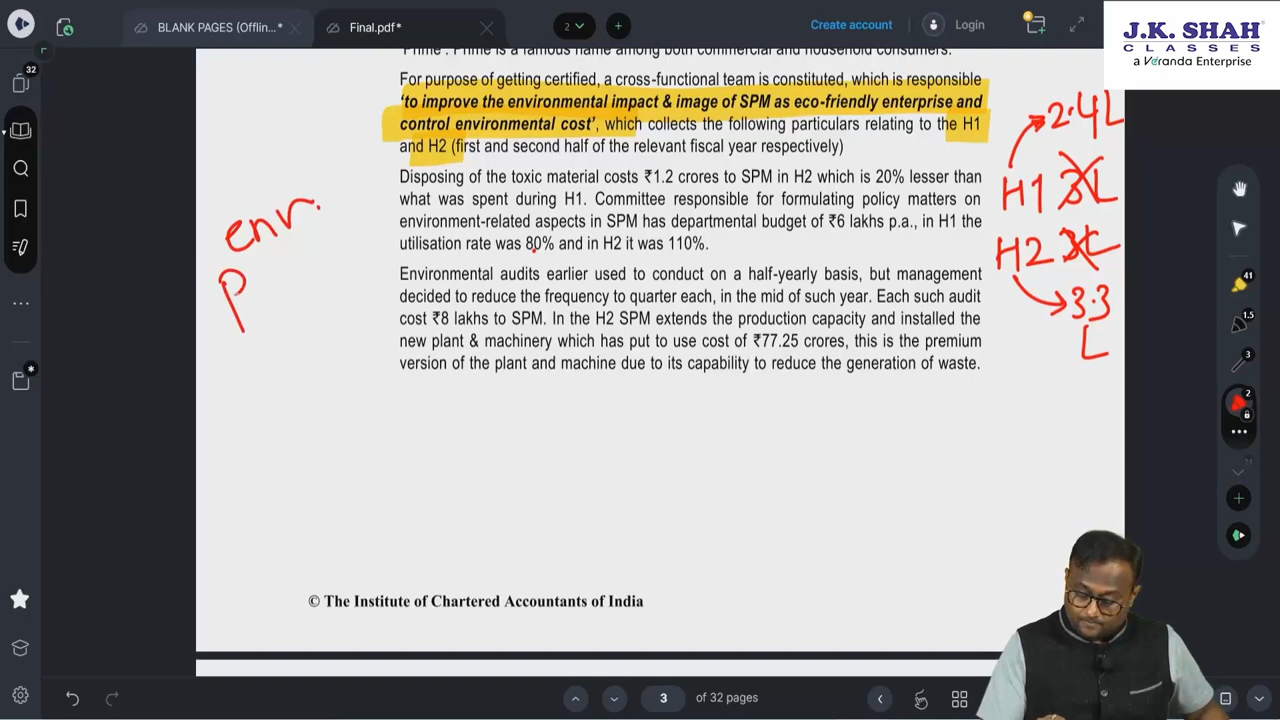 BLANK PAGES (Offlin...*
Final.pdf*
2
Create account
Login
6
J.K. SHAH
CLASSES
a Veranda Enterprise
32
'Prime'. Prime is a famous name among both commercial and household consumers.
For purpose of getting certified, a cross-functional team is constituted, which is responsible
'to improve the environmental impact & image of SPM as eco-friendly enterprise and
control environmental cost', which collects the following particulars relating to the H1
and H2 (first and second half of the relevant fiscal year respectively)
Disposing of the toxic material costs ₹1.2 crores to SPM in H2 which is 20% lesser than
what was spent during H1. Committee responsible for formulating policy matters on
environment-related aspects in SPM has departmental budget of ₹6 lakhs p.a., in H1 the
utilisation rate was 80% and in H2 it was 110%.
Environmental audits earlier used to conduct on a half-yearly basis, but management
decided to reduce the frequency to quarter each, in the mid of such year. Each such audit
cost ₹8 lakhs to SPM. In the H2 SPM extends the production capacity and installed the
new plant & machinery which has put to use cost of ₹77.25 crores, this is the premium
version of the plant and machine due to its capability to reduce the generation of waste.
env.
P
2.4L
H1 3L
H2 3L
3.3
L
41
1.5
3
2
© The Institute of Chartered Accountants of India
3 of 32 pages